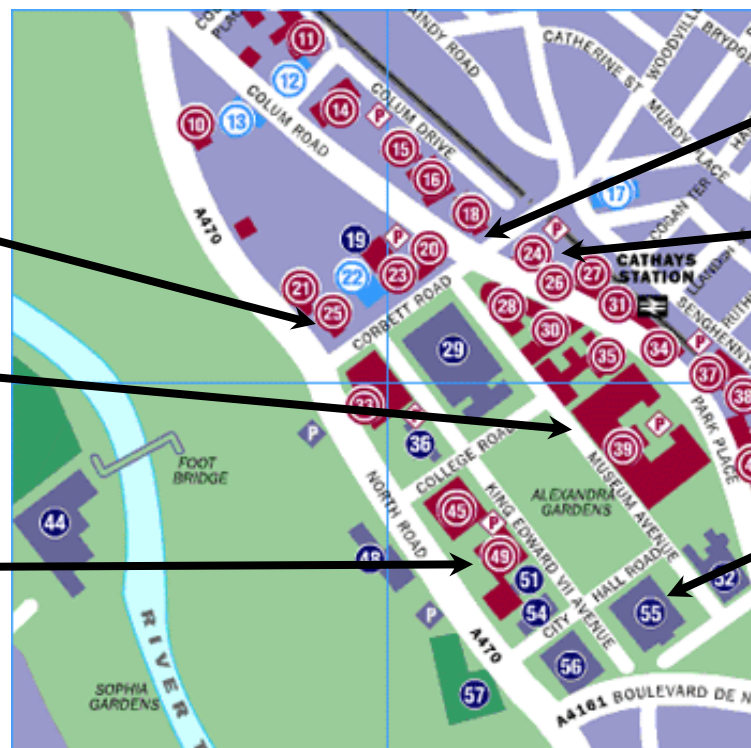 COLUM DRIVE
COLUM ROAD
PLACE
CATHERINE ST
MUNDY PLACE
A470
CATHAYS
STATION
SENGHENNY
CORBETT ROAD
PARK PLACE
COLLEGE ROAD
MUSEUM AVENUE
KING EDWARD VII AVENUE
ALEXANDRA
GARDENS
NORTH ROAD
FOOT
BRIDGE
CITY HALL ROAD
A470
SOPHIA
GARDENS
A4161 BOULEVARD DE N
10
11
12
13
14
15
16
17
18
19
20
21
22
23
24
25
26
27
28
29
30
31
33
34
35
36
37
38
39
44
45
48
49
51
52
54
55
56
57
P
P
P
P
P
P
P
P
P
P
RIVER T